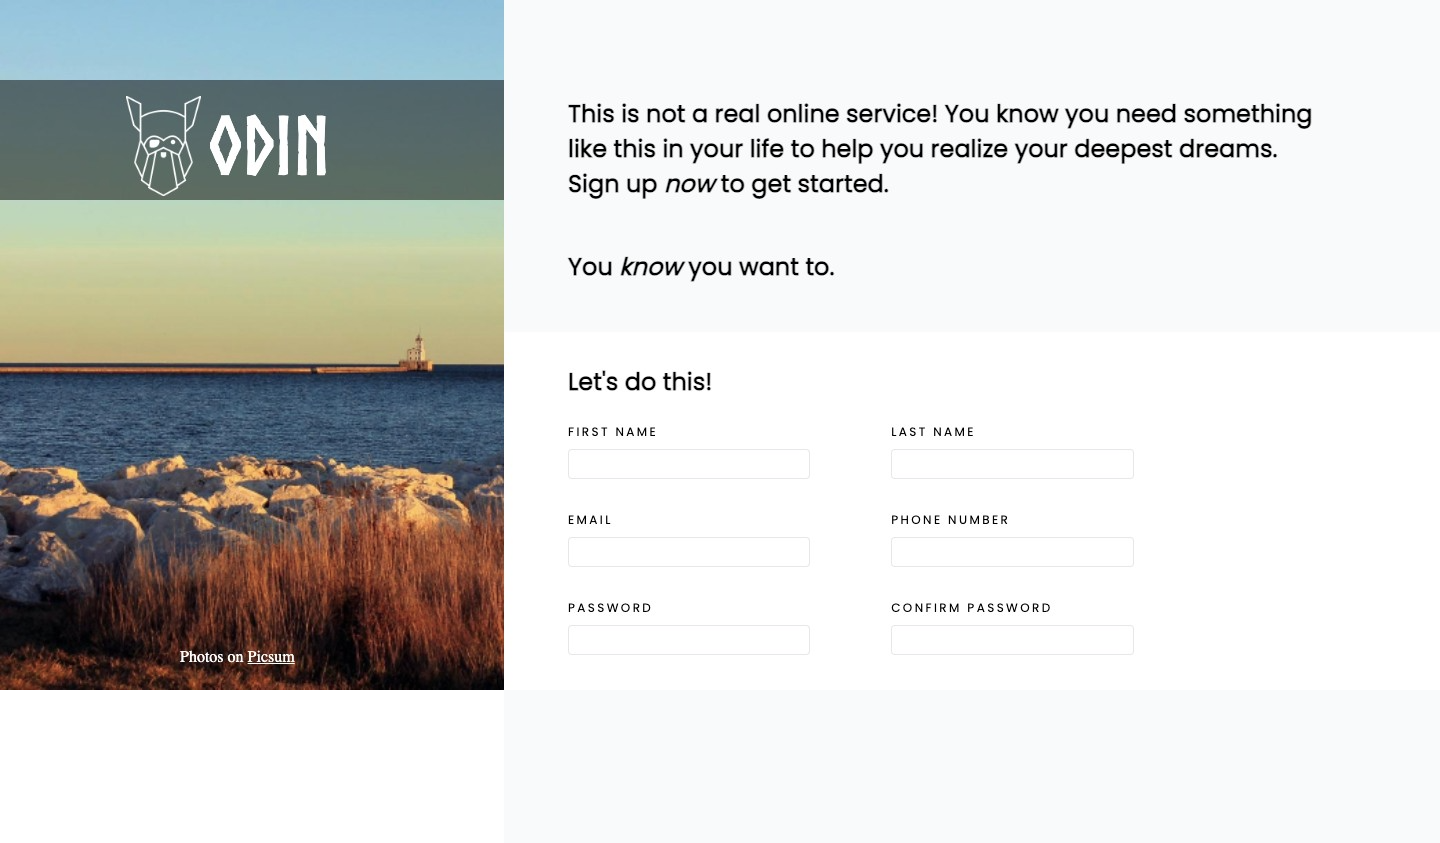 ODIN
This is not a real online service! You know you need something
like this in your life to help you realize your deepest dreams.
Sign up now to get started.
You know you want to.
Let's do this!
FIRST NAME
LAST NAME
EMAIL
PHONE NUMBER
PASSWORD
CONFIRM PASSWORD
Photos on Picsum